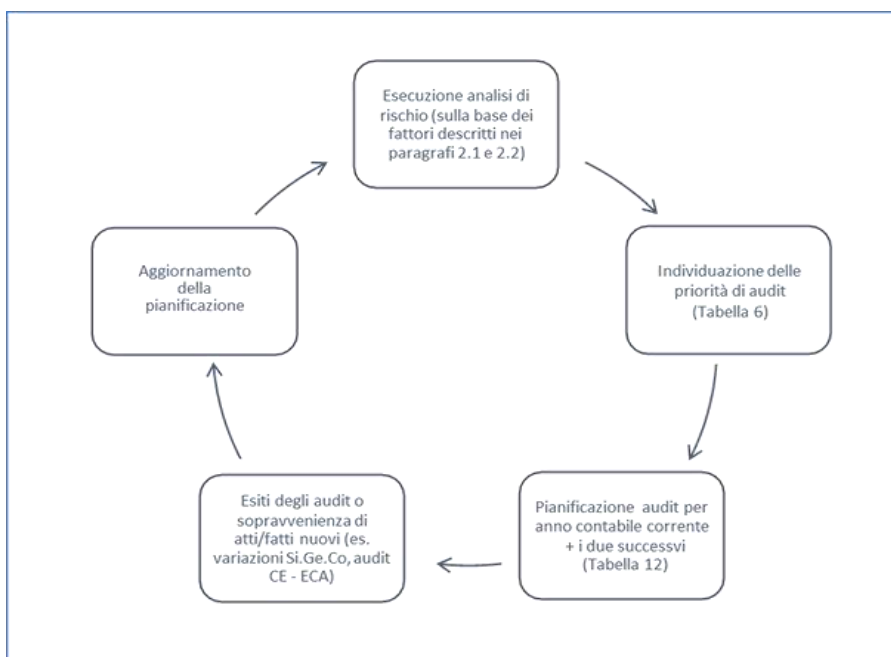 Esecuzione analisi di
rischio (sulla base dei
fattori descritti nei
paragrafi 2.1 e 2.2)
Individuazione delle
priorità di audit
(Tabella 6)
Pianificazione audit per
anno contabile corrente
+ i due successvi
(Tabella 12)
Esiti degli audit o
sopravvenienza di
atti/fatti nuovi (es.
variazioni Si.Ge.Co, audit
CE - ECA)
Aggiornamento
della
pianificazione